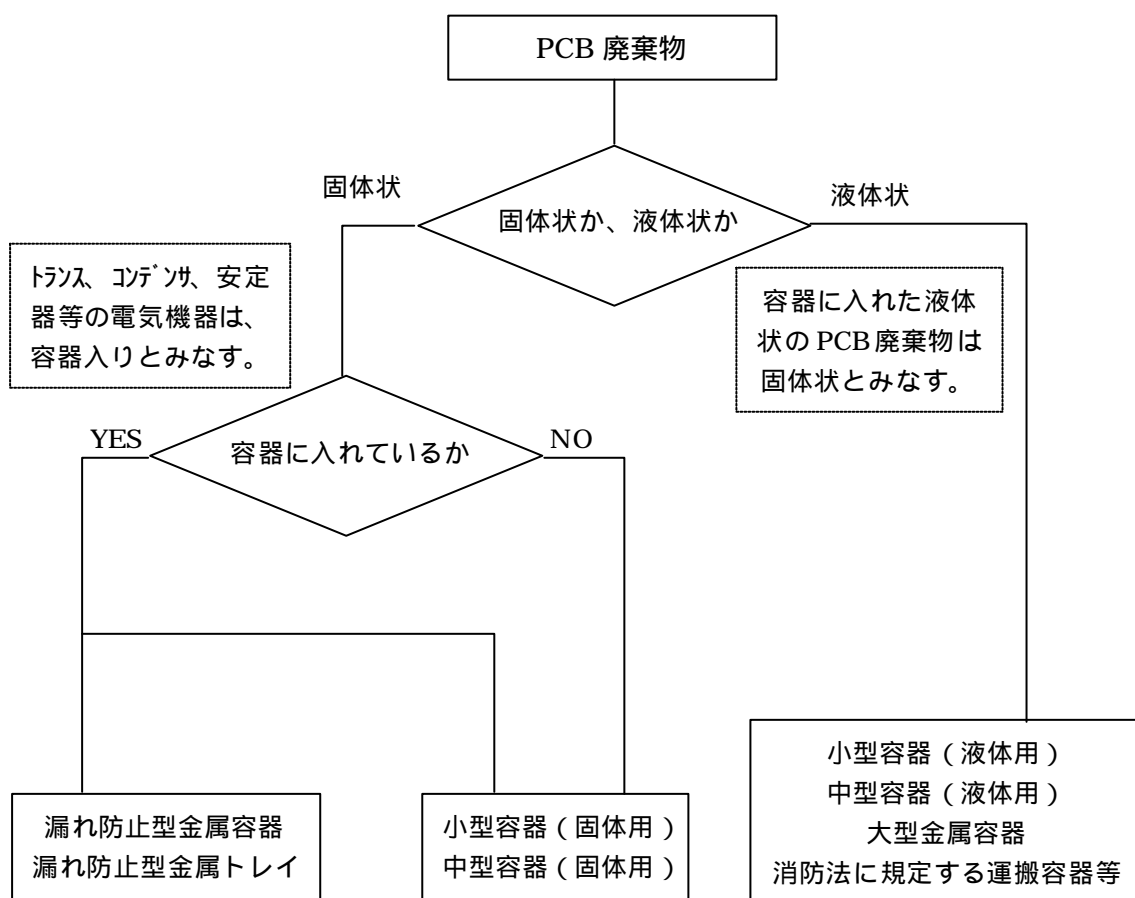 PCB 廃棄物
固体状
液体状
固体状か、液体状か
ﾄﾗﾝｽ、ｺﾝﾃﾞﾝｻ、安定
器等の電気機器は、
容器入りとみなす。
容器に入れた液体
状の PCB 廃棄物は
固体状とみなす。
YES
NO
容器に入れているか
漏れ防止型金属容器
漏れ防止型金属トレイ
小型容器（固体用）
中型容器（固体用）
小型容器（液体用）
中型容器（液体用）
大型金属容器
消防法に規定する運搬容器等